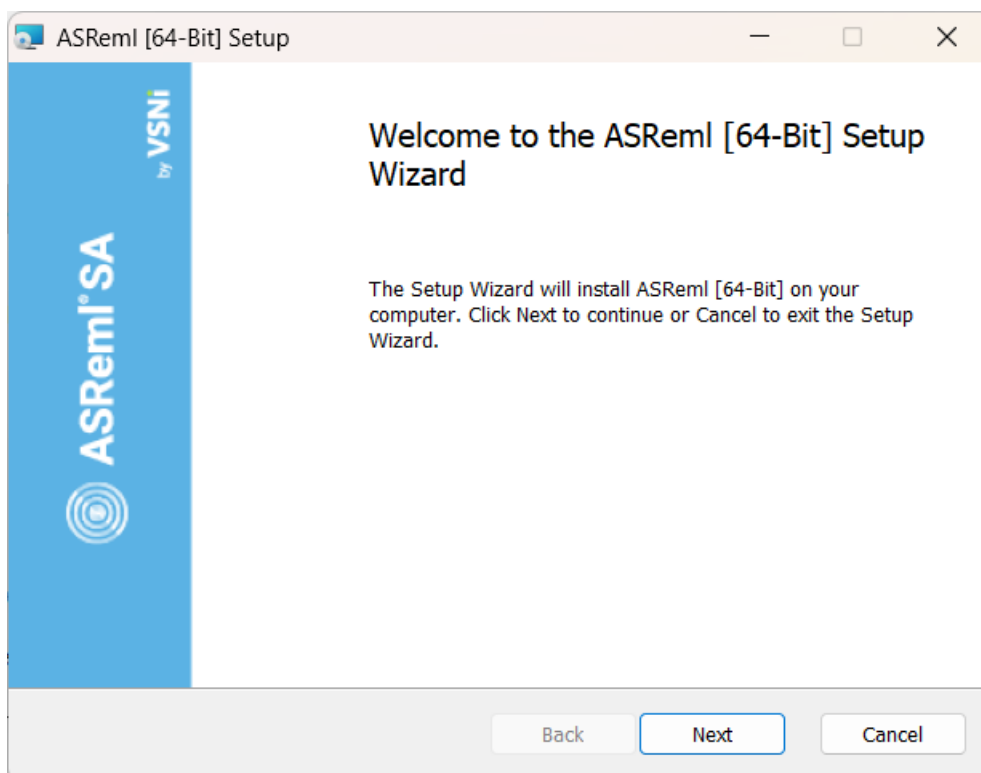 ASReml [64-Bit] Setup
by VSNi
ASReml® SA
Welcome to the ASReml [64-Bit] Setup
Wizard
The Setup Wizard will install ASReml [64-Bit] on your
computer. Click Next to continue or Cancel to exit the Setup
Wizard.
Back
Next
Cancel